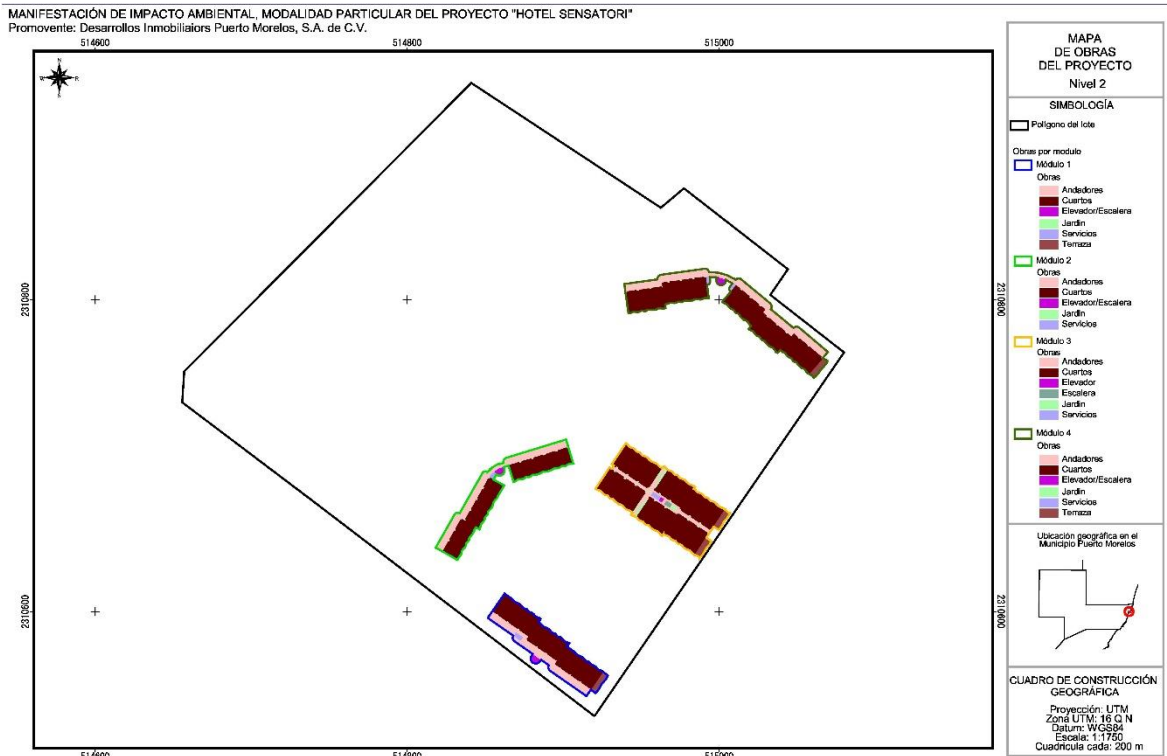 MANIFESTACIÓN DE IMPACTO AMBIENTAL, MODALIDAD PARTICULAR DEL PROYECTO "HOTEL SENSATORI"
Promovente: Desarrollos Inmobiliaiors Puerto Morelos, S.A. de C.V.
514600 514800 515000
2310800 2310800
2310600 2310600
514600 515000
MAPA
DE OBRAS
DEL PROYECTO
Nivel 2
SIMBOLOGÍA
Polígono del lote
Obras por modulo
Módulo 1
Obras
Andadores
Cuartos
Elevador/Escalera
Jardin
Servicios
Terraza
Módulo 2
Obras
Andadores
Cuartos
Elevador/Escalera
Jardin
Servicios
Módulo 3
Obras
Andadores
Cuartos
Elevador
Escalera
Jardin
Servicios
Módulo 4
Obras
Andadores
Cuartos
Elevador/Escalera
Jardin
Servicios
Terraza
Ubicación geográfica en el
Municipio Puerto Morelos
CUADRO DE CONSTRUCCIÓN
GEOGRÁFICA
Proyección: UTM
Zona UTM: 16 Q N
Datum: WGS84
Escala: 1:1750
Cuadrícula cada: 200 m